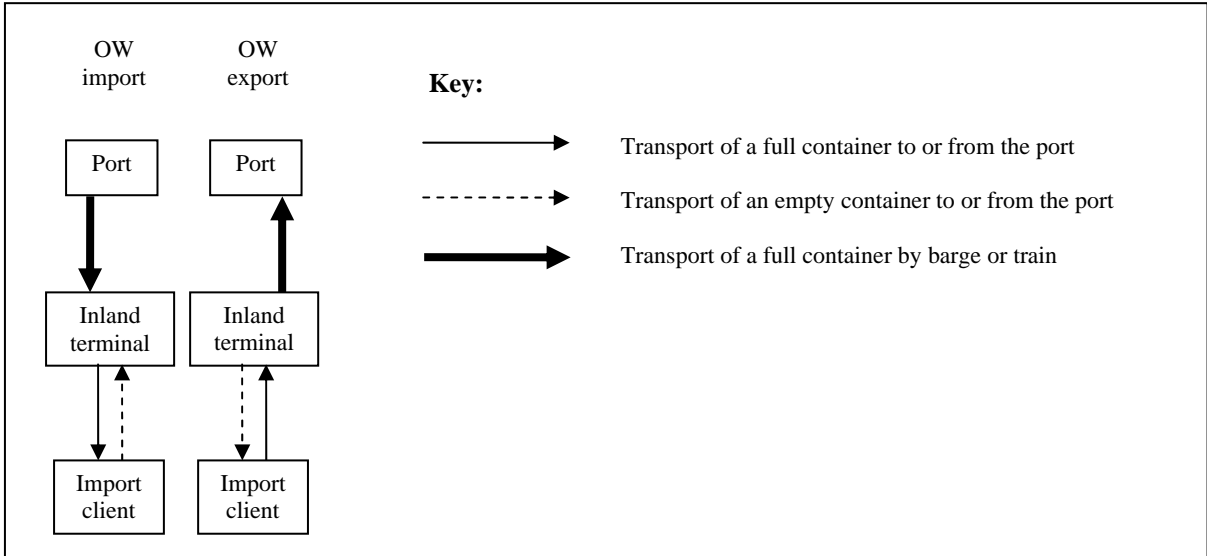 OW
import
OW
export
Key:
Port
Port
Transport of a full container to or from the port
Transport of an empty container to or from the port
Transport of a full container by barge or train
Inland
terminal
Inland
terminal
Import
client
Import
client